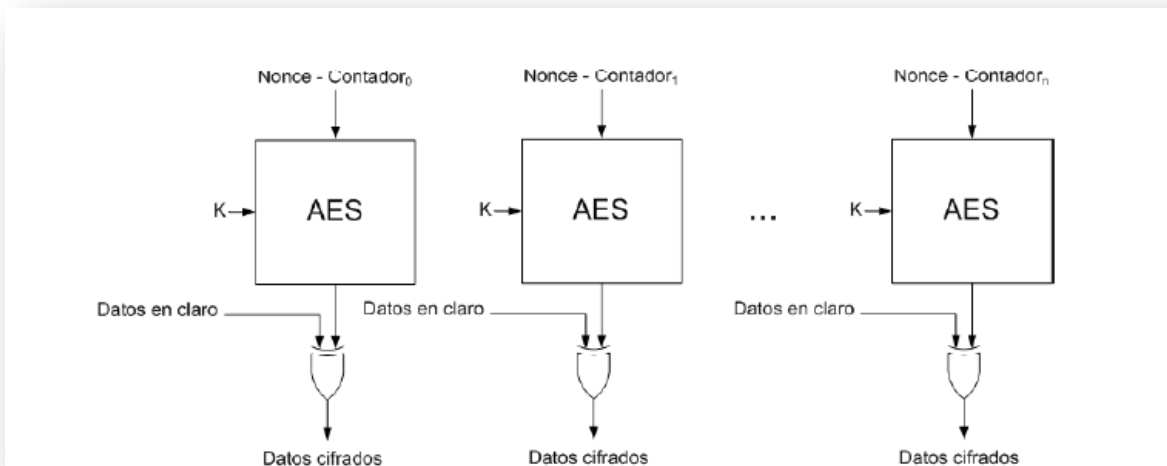 Nonce - Contador₀ Nonce - Contador₁ Nonce - Contadorₙ
K AES K AES ... K AES
Datos en claro Datos en claro Datos en claro
Datos cifrados Datos cifrados Datos cifrados